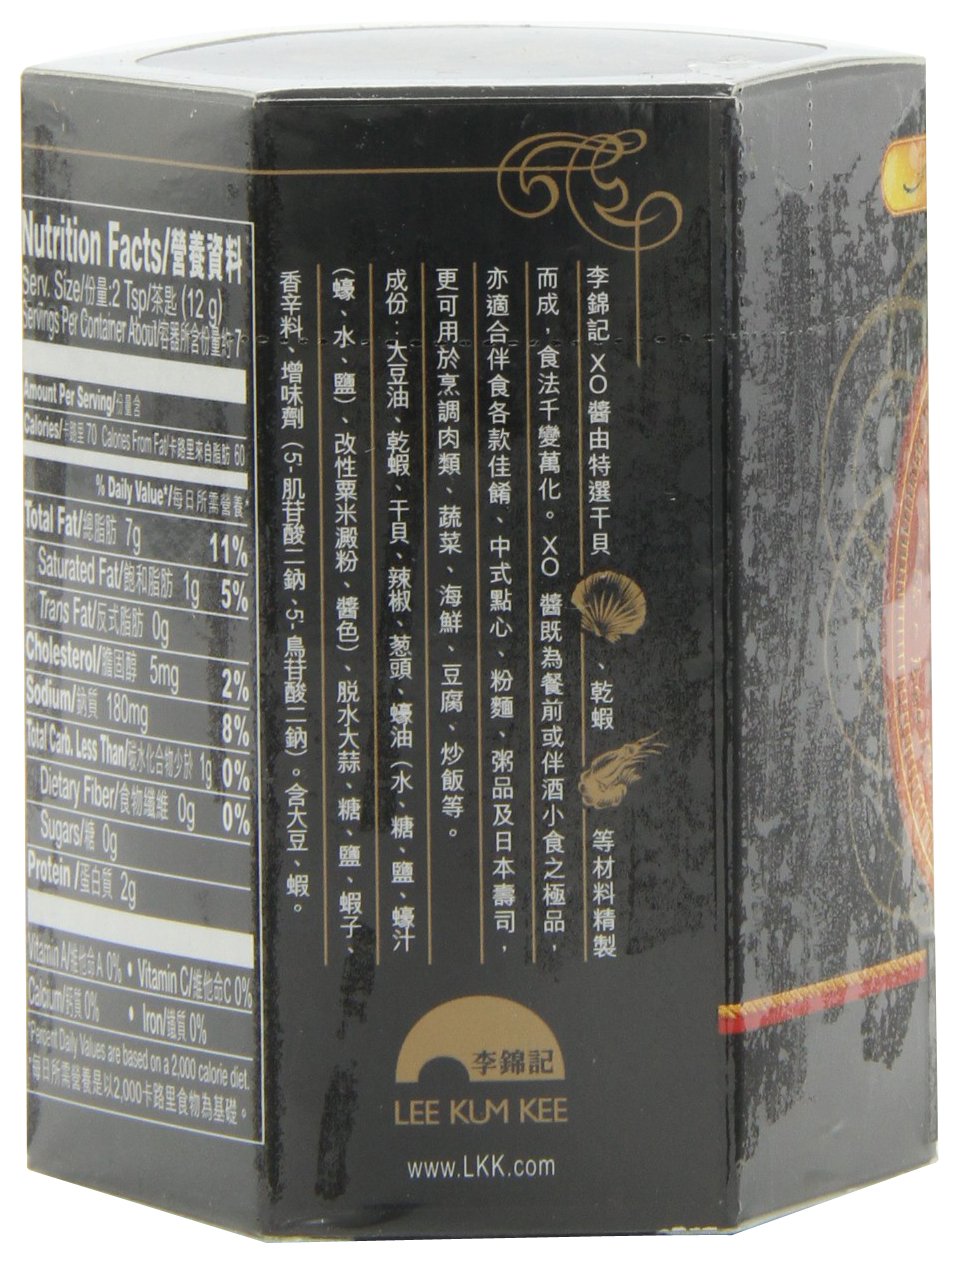 Nutrition Facts/營養資料
Serv. Size/份量:2 Tsp/茶匙 (12 g)
Servings Per Container About/容器所含份量約 7
Amount Per Serving/份量含
Calories/卡路里 70 Calories From Fat/卡路里來自脂肪 60
% Daily Value*/每日所需營養*
Total Fat/總脂肪 7g 11%
Saturated Fat/飽和脂肪 1g 5%
Trans Fat/反式脂肪 0g
Cholesterol/膽固醇 5mg 2%
Sodium/鈉質 180mg 8%
Total Carb. Less Than/碳水化合物少於 1g 0%
Dietary Fiber/食物纖維 0g 0%
Sugars/糖 0g
Protein /蛋白質 2g
Vitamin A/維他命A 0% • Vitamin C/維他命C 0%
Calcium/鈣質 0% • Iron/鐵質 0%
*Percent Daily Values are based on a 2,000 calorie diet.
*每日所需營養是以2,000卡路里食物為基礎。
李錦記XO醬由特選干貝、乾蝦等材料精製
而成，食法千變萬化。XO醬既為餐前或伴酒小食之極品，
亦適合伴食各款佳餚、中式點心、粉麵、粥品及日本壽司，
更可用於烹調肉類、蔬菜、海鮮、豆腐、炒飯等。
成份：大豆油、乾蝦、干貝、辣椒、葱頭、蠔油（水、糖、鹽、蠔汁
（蠔、水、鹽）、改性粟米澱粉、醬色）、脫水大蒜、糖、鹽、蝦子、
香辛料、增味劑（5'-肌苷酸二鈉、5'-鳥苷酸二鈉）。含大豆、蝦。
李錦記
LEE KUM KEE
www.LKK.com